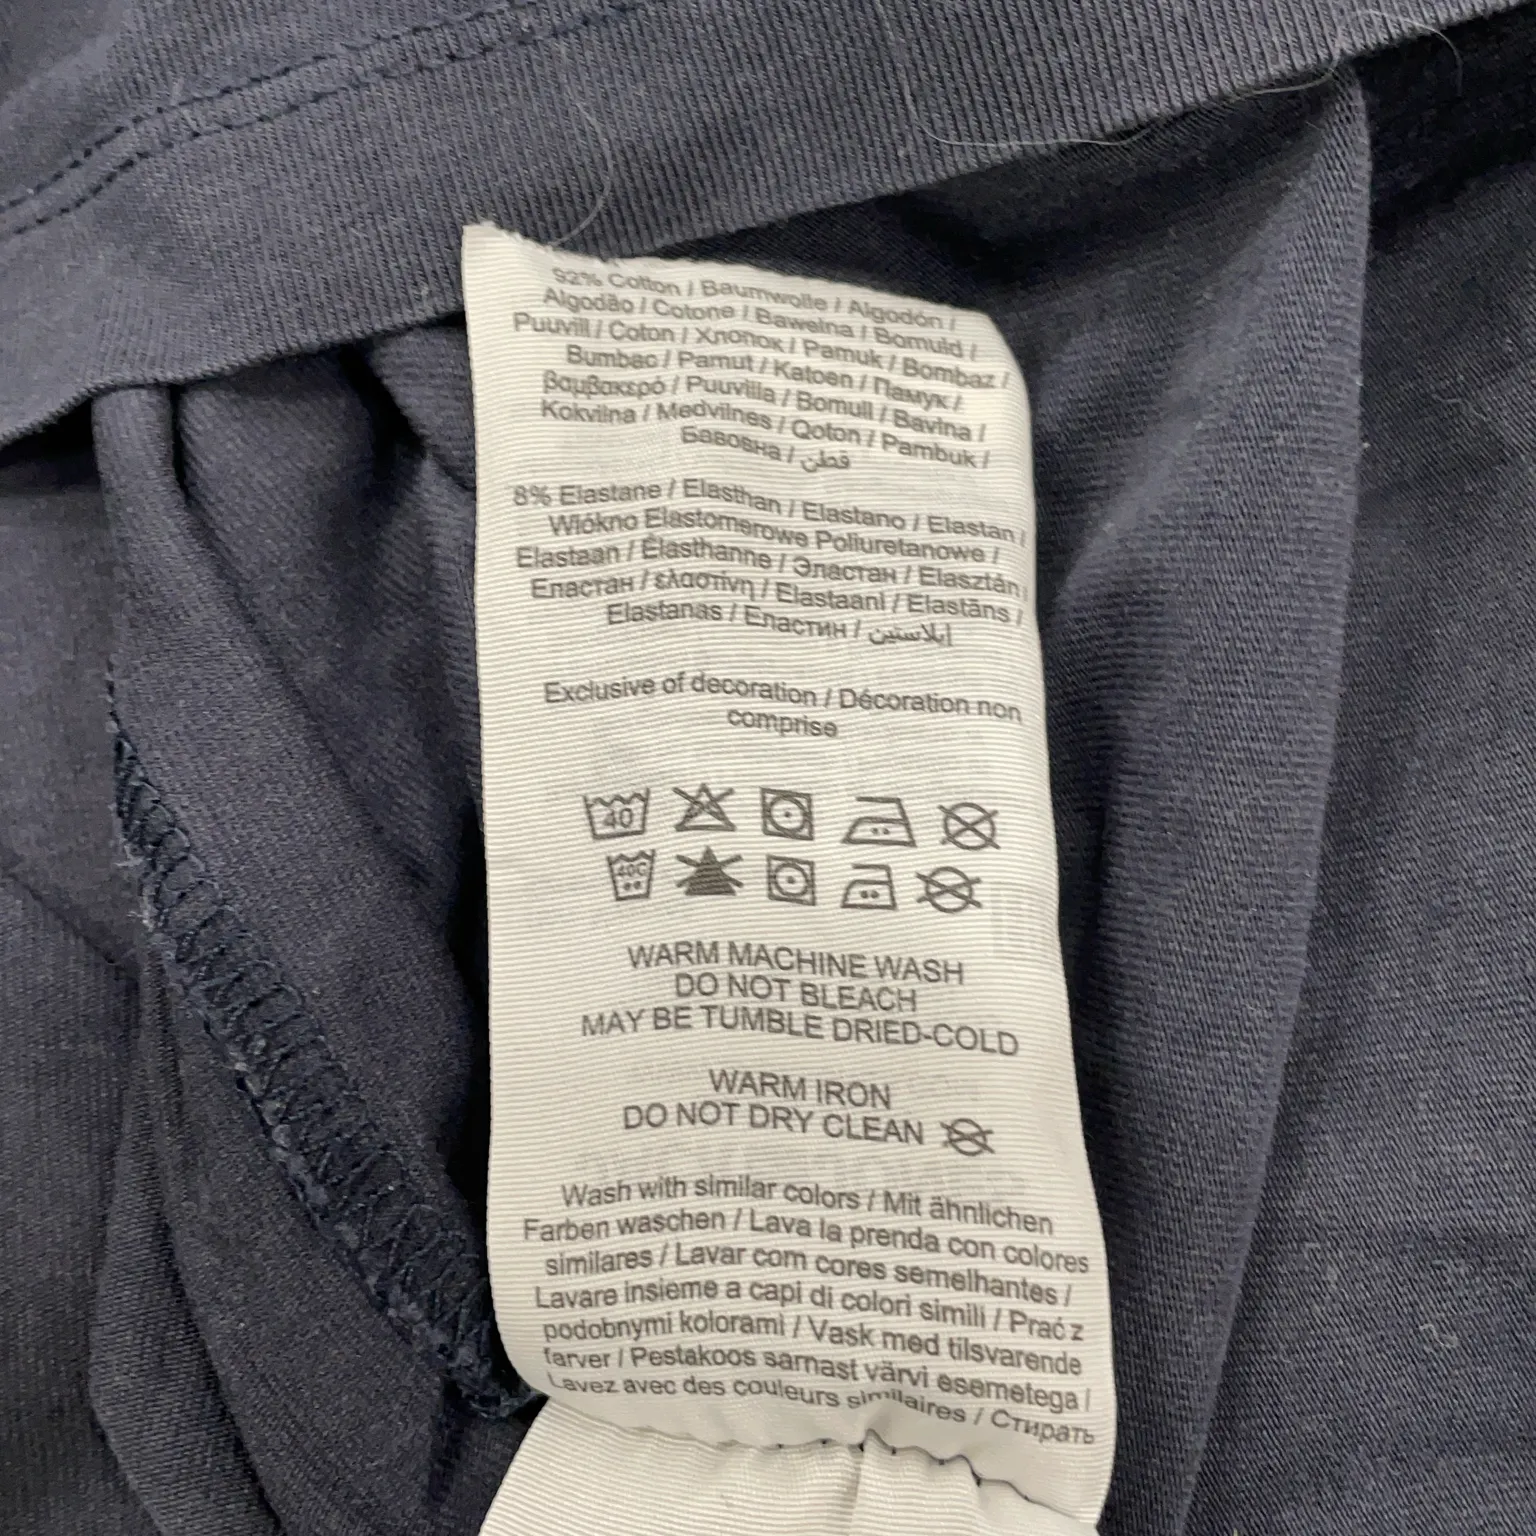 92% Cotton / Baumwolle / Algodón /
Algodão / Cotone / Bawełna / Bomuld /
Puuvill / Coton / Хлопок / Pamuk / Bombaz /
Bumbac / Pamut / Katoen / Памук /
βαμβακερό / Puuvilla / Bomull / Bavlna /
Kokvilna / Medvilnes / Qoton / Pambuk /
Бавовна / قطن
8% Elastane / Elasthan / Elastano / Elastan /
Włókno Elastomerowe Poliuretanowe /
Elastaan / Élasthanne / Эластан / Elasztán /
Еластан / ελαστίνη / Elastaani / Elastāns /
Elastanas / Еластин / إيلاستين
Exclusive of decoration / Décoration non
comprise
40
40C
WARM MACHINE WASH
DO NOT BLEACH
MAY BE TUMBLE DRIED-COLD
WARM IRON
DO NOT DRY CLEAN
Wash with similar colors / Mit ähnlichen
Farben waschen / Lava la prenda con colores
similares / Lavar com cores semelhantes /
Lavare insieme a capi di colori simili / Prać z
podobnymi kolorami / Vask med tilsvarende
farver / Pestakoos sarnast värvi esemetega /
Lavez avec des couleurs similaires / Стирать